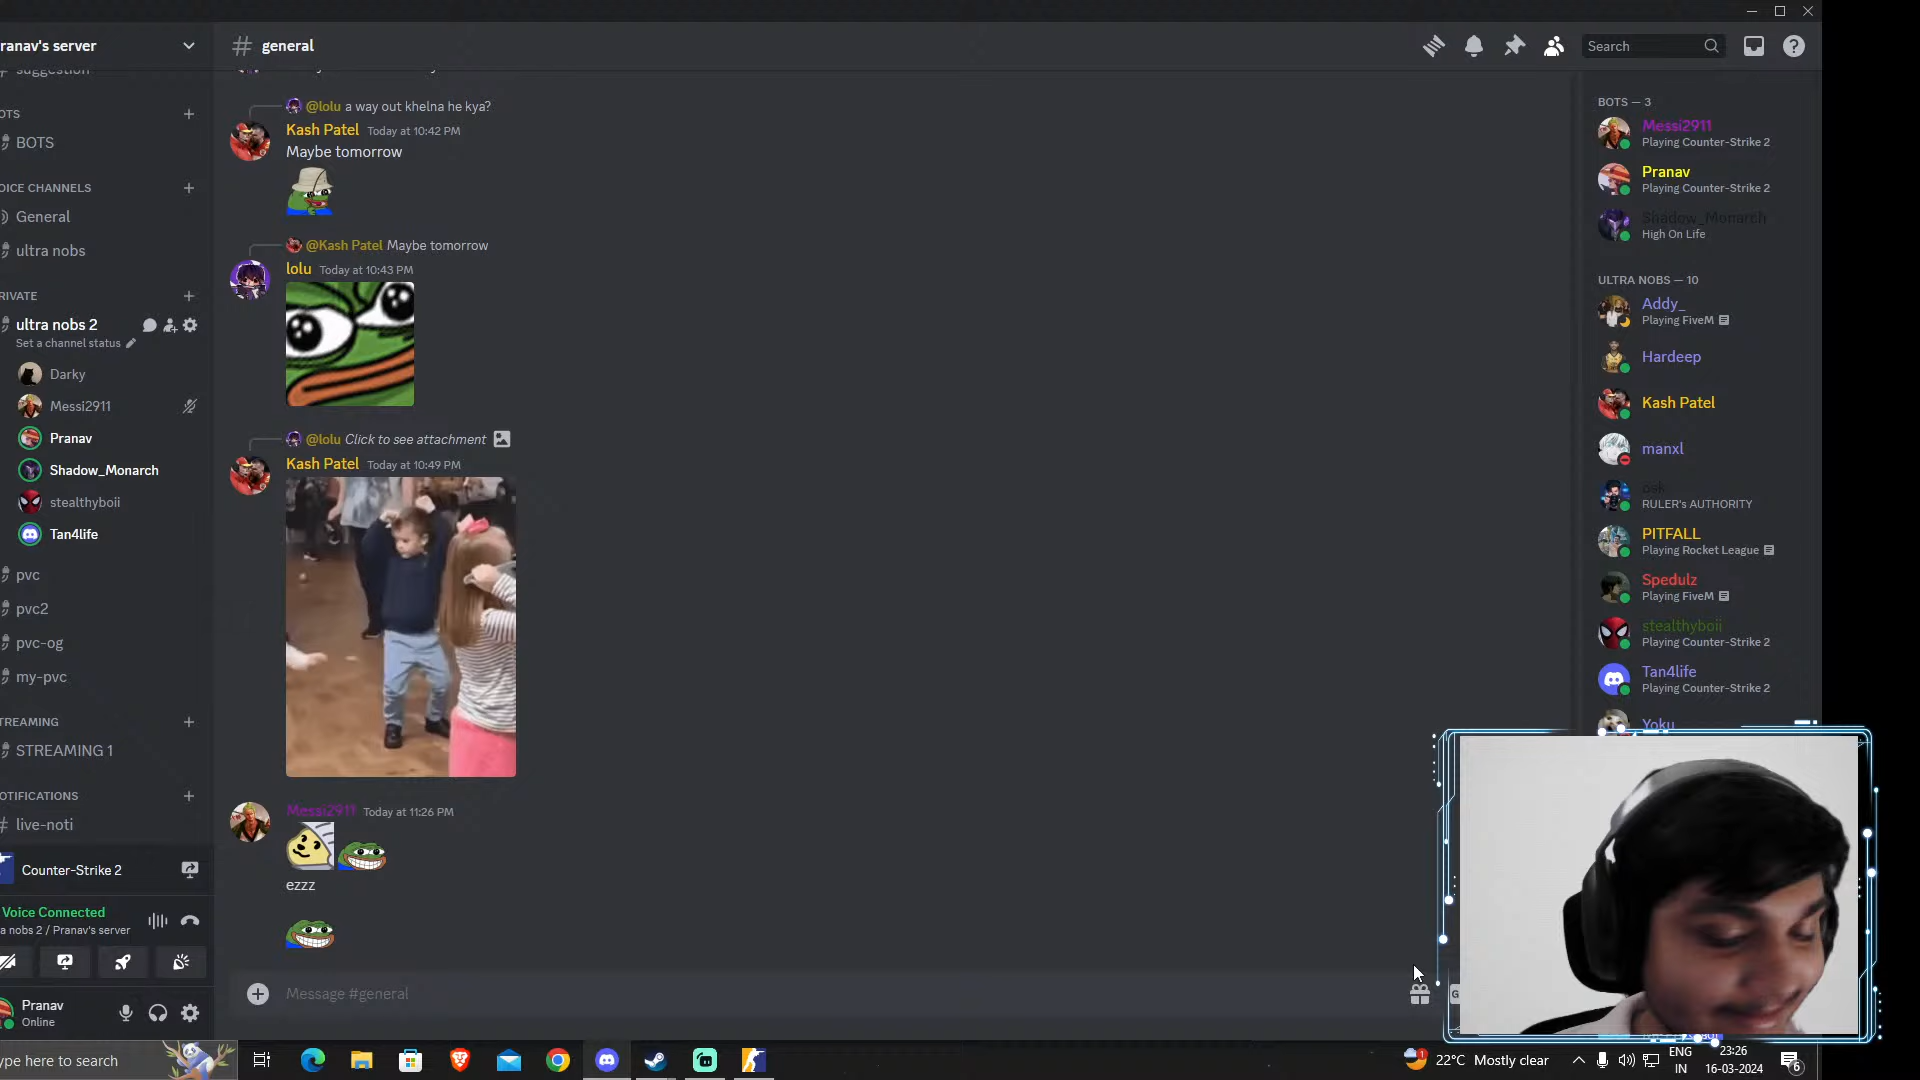 ranav's server
suggestion
OTS
BOTS
OICE CHANNELS
General
ultra nobs
RIVATE
ultra nobs 2
Set a channel status
Darky
Messi2911
Pranav
Shadow_Monarch
stealthyboii
Tan4life
pvc
pvc2
pvc-og
my-pvc
TREAMING
STREAMING 1
OTIFICATIONS
live-noti
Counter-Strike 2
Voice Connected
a nobs 2 / Pranav's server
Pranav
Online
general
Search
@lolu a way out khelna he kya?
Kash Patel Today at 10:42 PM
Maybe tomorrow
@Kash Patel Maybe tomorrow
lolu Today at 10:43 PM
@lolu Click to see attachment
Kash Patel Today at 10:49 PM
Messi2911 Today at 11:26 PM
ezzz
Message #general
BOTS — 3
Messi2911
Playing Counter-Strike 2
Pranav
Playing Counter-Strike 2
Shadow_Monarch
High On Life
ULTRA NOBS — 10
Addy_
Playing FiveM
Hardeep
Kash Patel
manxl
RULER's AUTHORITY
PITFALL
Playing Rocket League
Spedulz
Playing FiveM
stealthyboii
Playing Counter-Strike 2
Tan4life
Playing Counter-Strike 2
Yoku
ype here to search
1
22°C Mostly clear
ENG
IN
23:26
16-03-2024
6